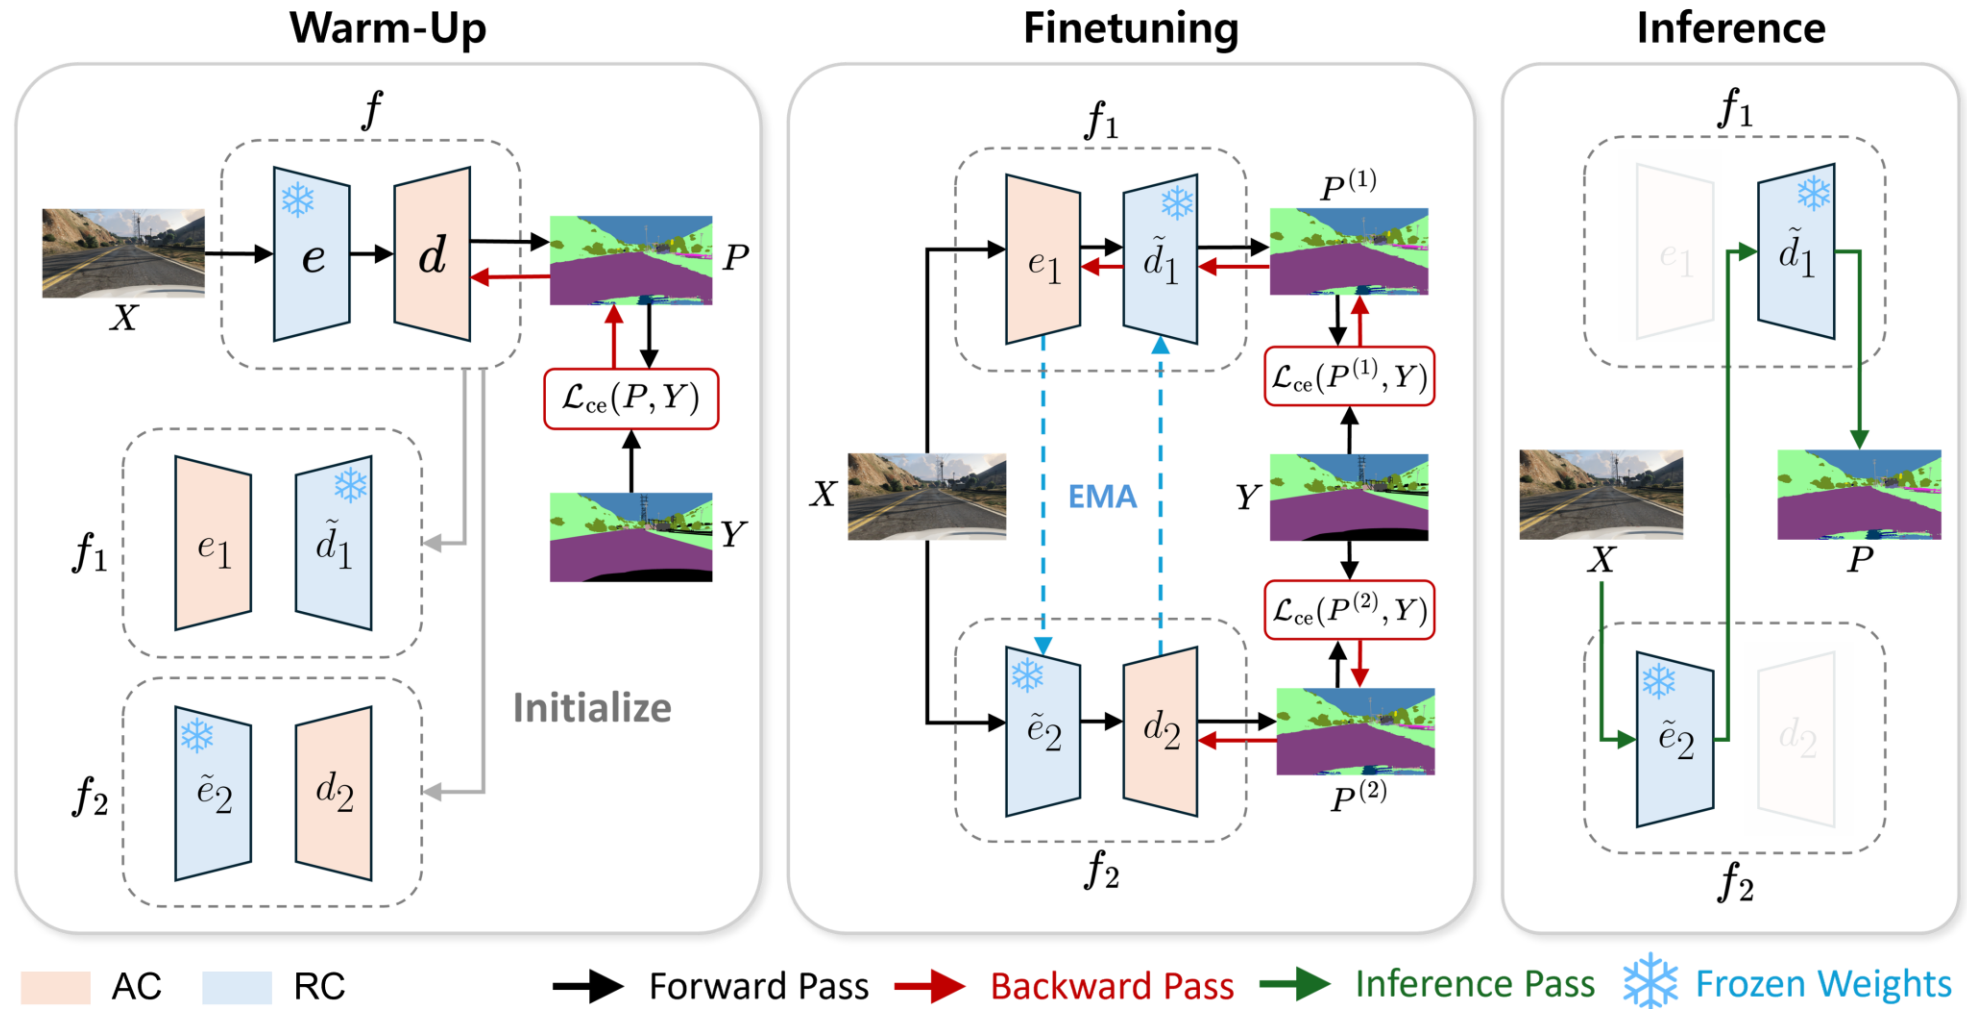 Warm-Up
f
e
d
X
P
ℒce(P, Y)
Y
f1
e1
d̃1
f2
ẽ2
d2
Initialize
Finetuning
f1
e1
d̃1
P(1)
ℒce(P(1), Y)
X
EMA
Y
ℒce(P(2), Y)
ẽ2
d2
P(2)
f2
Inference
f1
e1
d̃1
X
P
ẽ2
d2
f2
AC
RC
Forward Pass
Backward Pass
Inference Pass
Frozen Weights